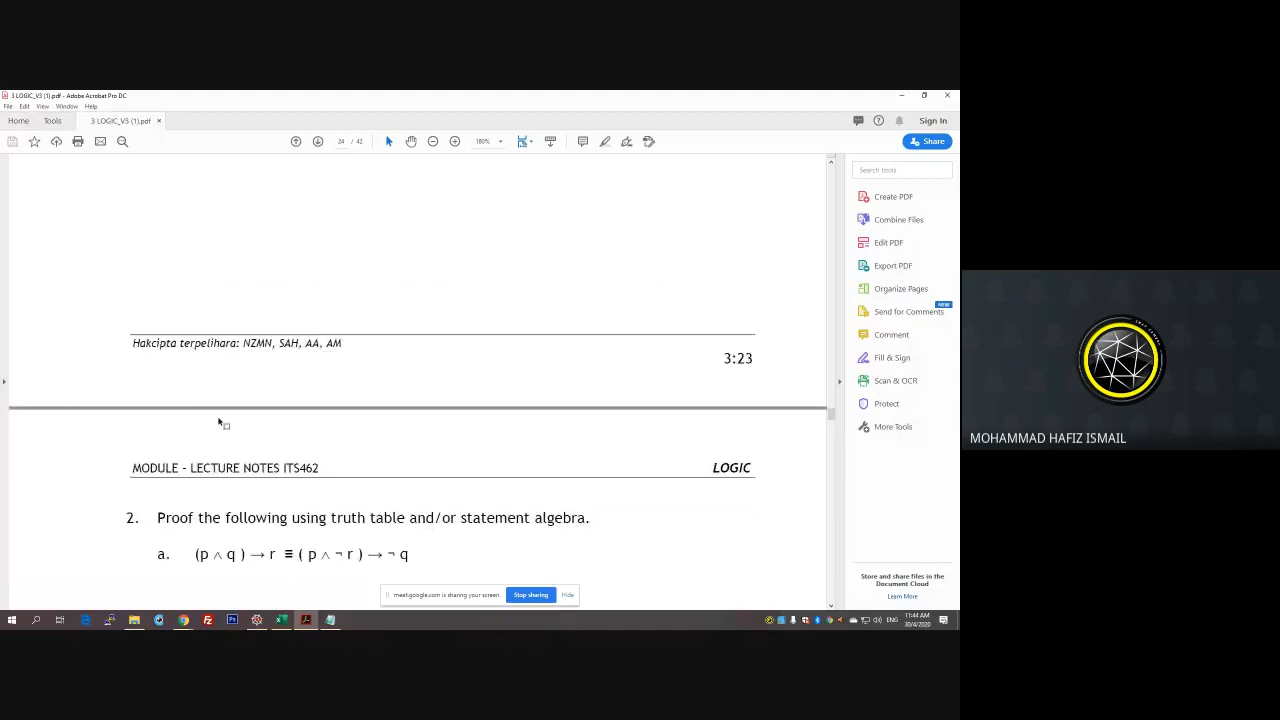 3 LOGIC_V3 (1).pdf - Adobe Acrobat Pro DC
File Edit View Window Help
Home Tools 3 LOGIC_V3 (1).pdf × Sign In
24 / 42 180% Share
Search tools
Create PDF
Combine Files
Edit PDF
Export PDF
Organize Pages
NEW
Send for Comments
Comment
Fill & Sign
Scan & OCR
Protect
More Tools
Store and share files in the
Document Cloud
Learn More
Hakcipta terpelihara: NZMN, SAH, AA, AM
3:23
MODULE - LECTURE NOTES ITS462 LOGIC
2. Proof the following using truth table and/or statement algebra.
a. (p ∧ q ) → r ≡ ( p ∧ ¬ r ) → ¬ q
meet.google.com is sharing your screen. Stop sharing Hide
ENG 11:44 AM
30/4/2020
MOHAMMAD HAFIZ ISMAIL